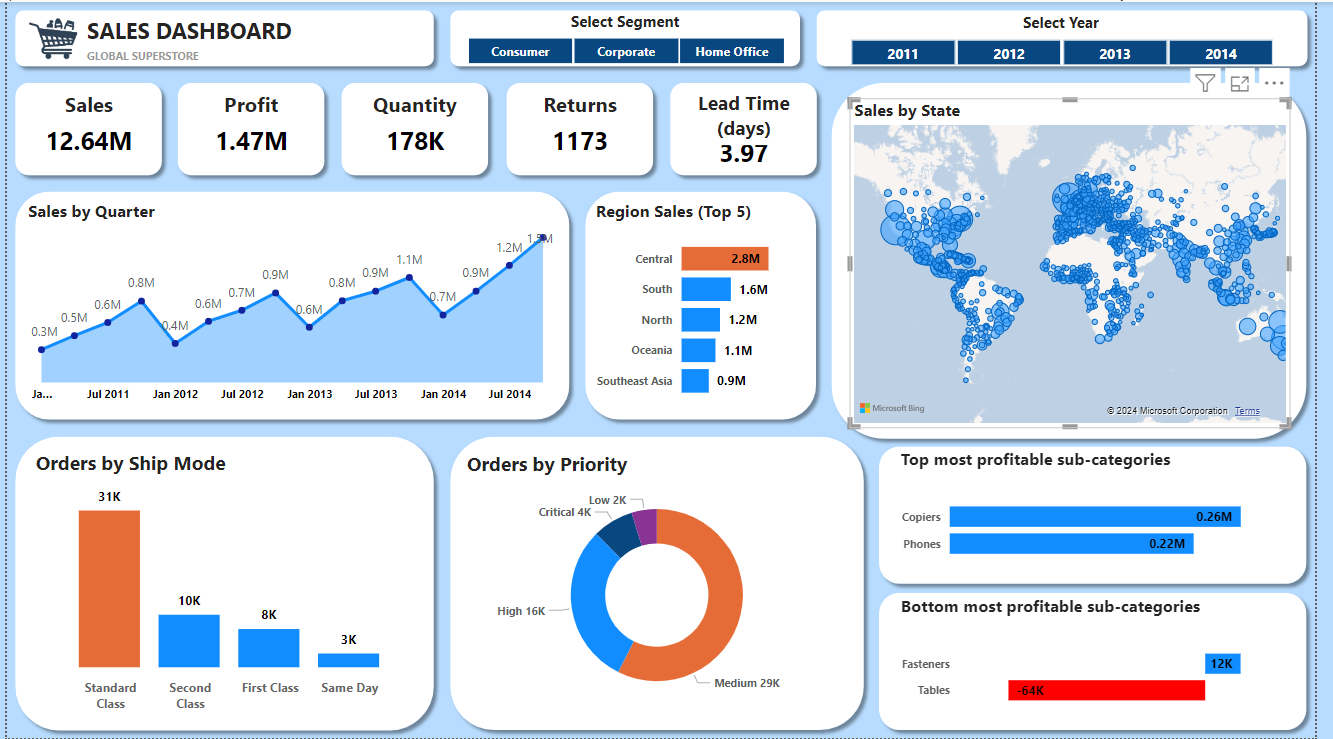 SALES DASHBOARD
GLOBAL SUPERSTORE
Select Segment
Consumer
Corporate
Home Office
Select Year
2011
2012
2013
2014
Sales
12.64M
Profit
1.47M
Quantity
178K
Returns
1173
Lead Time
(days)
3.97
Sales by State
Microsoft Bing
© 2024 Microsoft Corporation
Terms
Sales by Quarter
0.3M
0.5M
0.6M
0.8M
0.4M
0.6M
0.7M
0.9M
0.6M
0.8M
0.9M
1.1M
0.7M
0.9M
1.2M
1.5M
Ja...
Jul 2011
Jan 2012
Jul 2012
Jan 2013
Jul 2013
Jan 2014
Jul 2014
Region Sales (Top 5)
Central
2.8M
South
1.6M
North
1.2M
Oceania
1.1M
Southeast Asia
0.9M
Orders by Ship Mode
31K
10K
8K
3K
Standard
Class
Second
Class
First Class
Same Day
Orders by Priority
Low 2K
Critical 4K
High 16K
Medium 29K
Top most profitable sub-categories
Copiers
0.26M
Phones
0.22M
Bottom most profitable sub-categories
Fasteners
12K
Tables
-64K